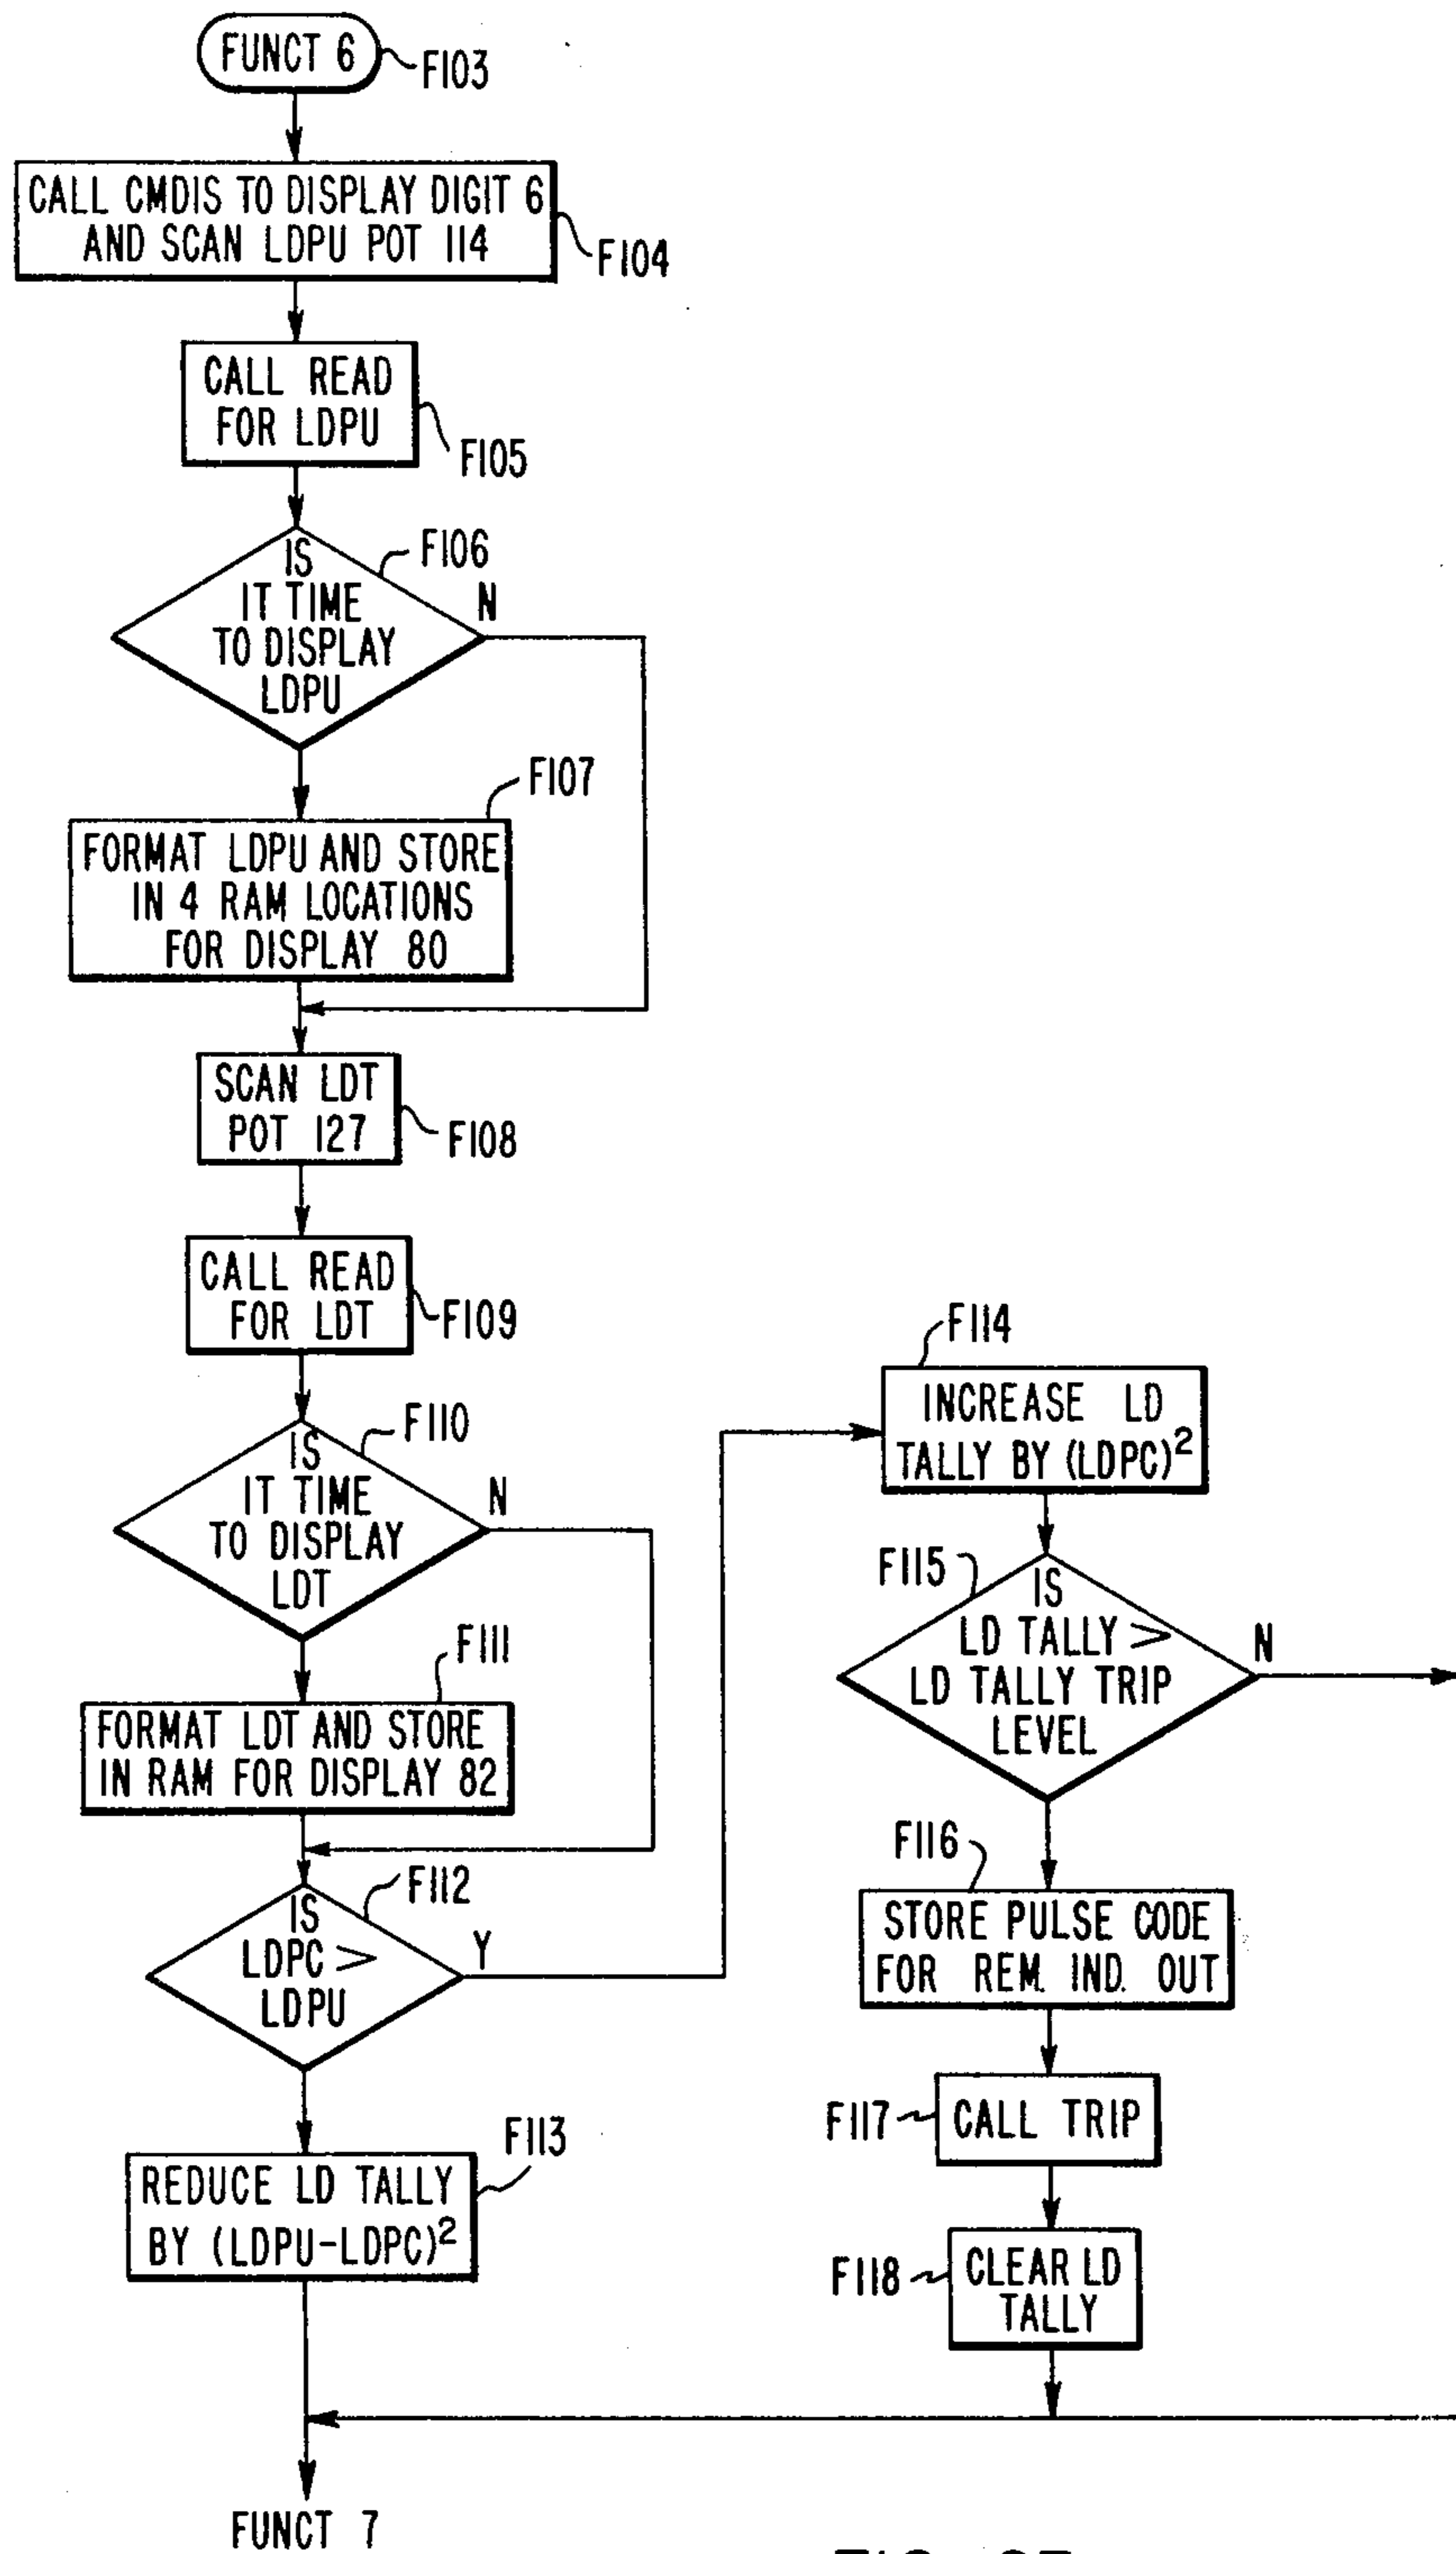 FUNCT 6
F103
CALL CMDIS TO DISPLAY DIGIT 6
AND SCAN LDPU POT 114
F104
CALL READ
FOR LDPU
F105
F106
IS
IT TIME
TO DISPLAY
LDPU
N
F107
FORMAT LDPU AND STORE
IN 4 RAM LOCATIONS
FOR DISPLAY 80
SCAN LDT
POT 127
F108
CALL READ
FOR LDT
F109
F110
IS
IT TIME
TO DISPLAY
LDT
N
F111
FORMAT LDT AND STORE
IN RAM FOR DISPLAY 82
F112
IS
LDPC >
LDPU
Y
F113
REDUCE LD TALLY
BY (LDPU-LDPC)²
F114
INCREASE LD
TALLY BY (LDPC)²
F115
IS
LD TALLY >
LD TALLY TRIP
LEVEL
N
F116
STORE PULSE CODE
FOR REM. IND. OUT
F117
CALL TRIP
F118
CLEAR LD
TALLY
FUNCT 7